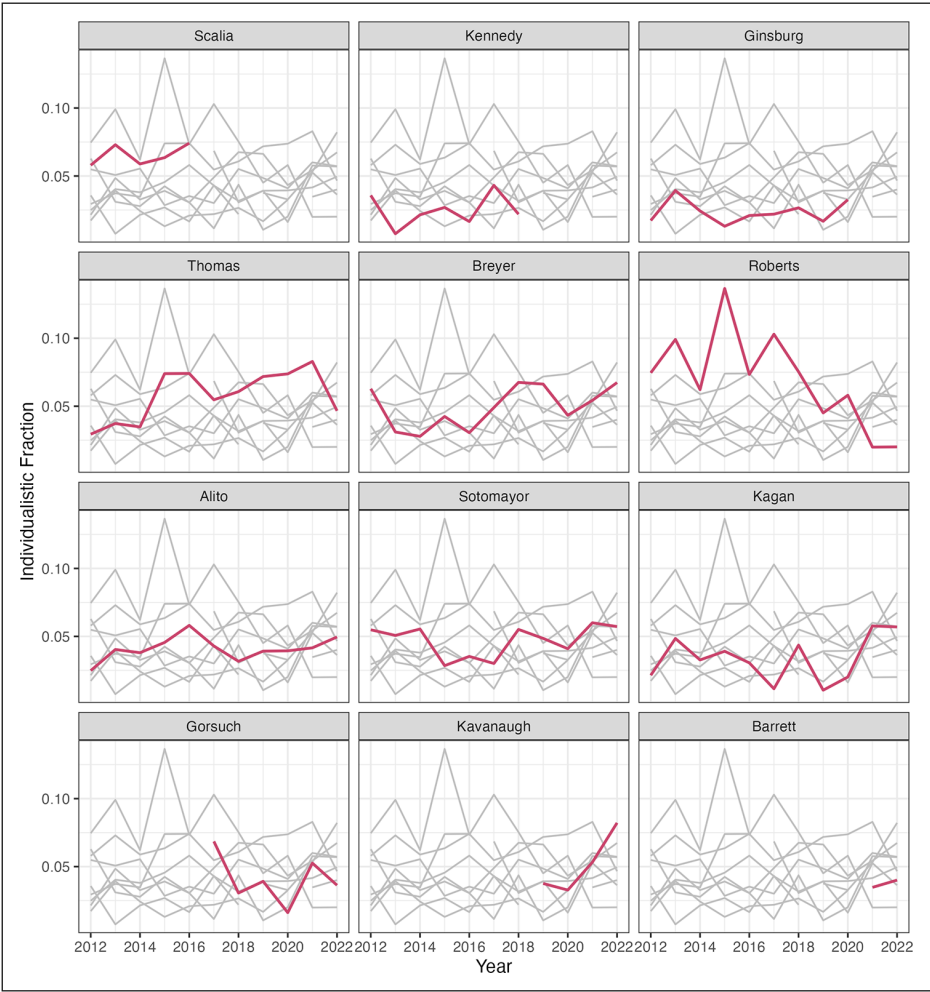 Scalia Kennedy Ginsburg
0.10
0.05
Thomas Breyer Roberts
0.10
0.05
Individualistic Fraction
Alito Sotomayor Kagan
0.10
0.05
Gorsuch Kavanaugh Barrett
0.10
0.05
2012 2014 2016 2018 2020 2022 2012 2014 2016 2018 2020 2022 2012 2014 2016 2018 2020 2022
Year